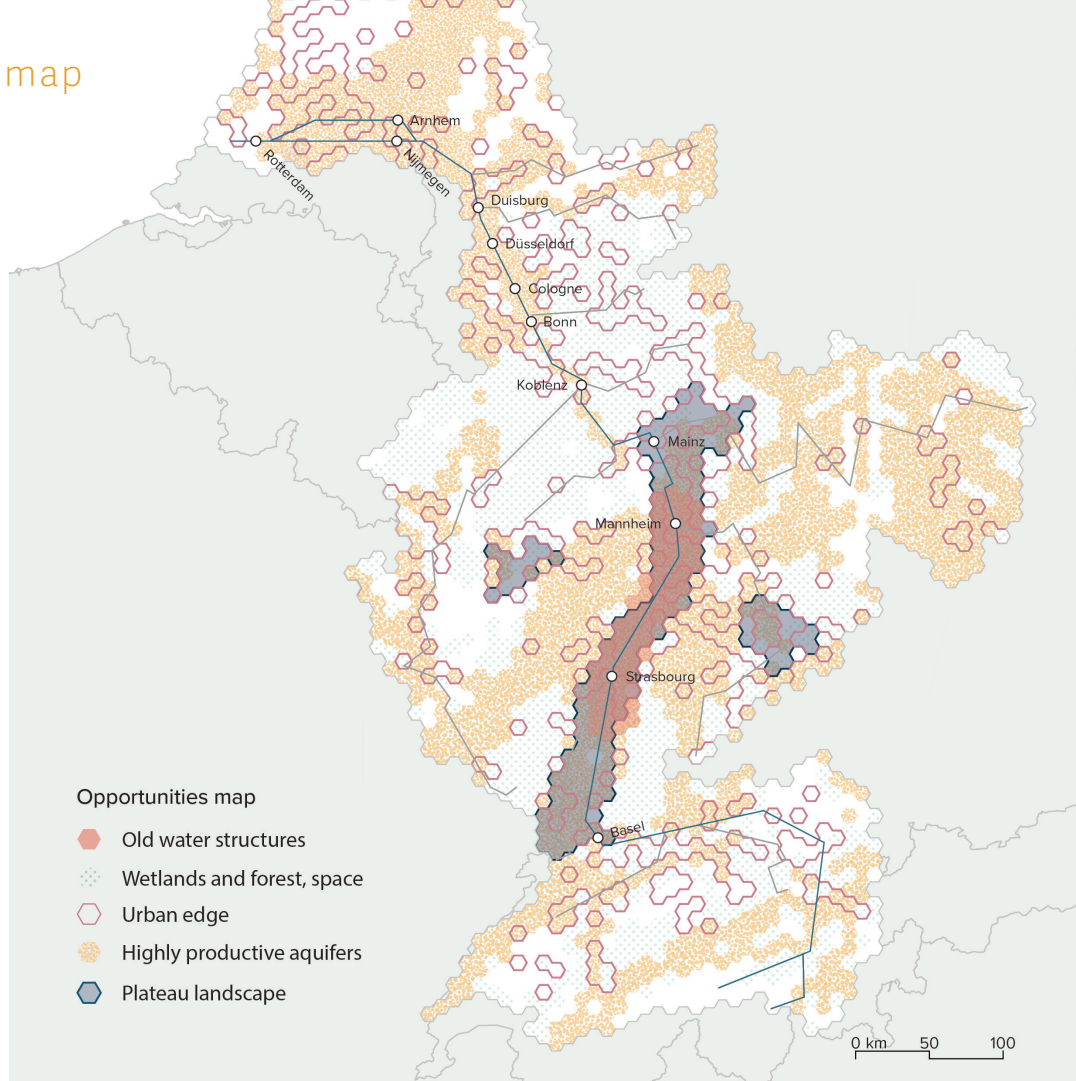 map
Arnhem
Rotterdam
Nijmegen
Duisburg
Düsseldorf
Cologne
Bonn
Koblenz
Mainz
Mannheim
Strasbourg
Basel
Opportunities map
Old water structures
Wetlands and forest, space
Urban edge
Highly productive aquifers
Plateau landscape
0 km 50 100